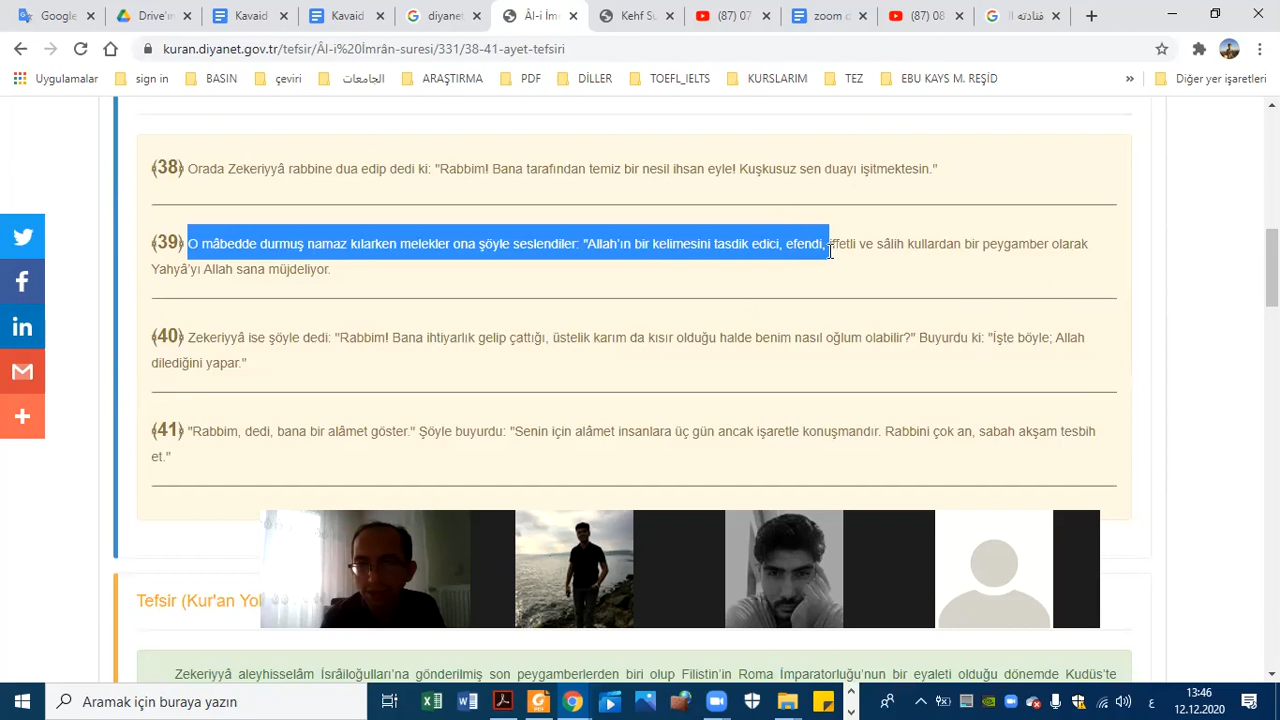 Google
Drive'ın
Kavaid
Kavaid
diyanet
Âl-i İm
Kehf S
(87)
zoom c
(87) 08
kuran.diyanet.gov.tr/tefsir/Âl-i%20İmrân-suresi/331/38-41-ayet-tefsiri
Uygulamalar
sign in
BASIN
çeviri
الجامعات
ARAŞTIRMA
PDF
DİLLER
TOEFL_IELTS
KURSLARIM
TEZ
EBU KAYS M. REŞİD
»
Diğer yer işaretleri
﴾38﴿ Orada Zekeriyyâ rabbine dua edip dedi ki: "Rabbim! Bana tarafından temiz bir nesil ihsan eyle! Kuşkusuz sen duayı işitmektesin."
﴾39﴿ O mâbedde durmuş namaz kılarken melekler ona şöyle seslendiler: "Allah'ın bir kelimesini tasdik edici, efendi, iffetli ve sâlih kullardan bir peygamber olarak
Yahyâ'yı Allah sana müjdeliyor.
﴾40﴿ Zekeriyyâ ise şöyle dedi: "Rabbim! Bana ihtiyarlık gelip çattığı, üstelik karım da kısır olduğu halde benim nasıl oğlum olabilir?" Buyurdu ki: "İşte böyle; Allah
dilediğini yapar."
﴾41﴿ "Rabbim, dedi, bana bir alâmet göster." Şöyle buyurdu: "Senin için alâmet insanlara üç gün ancak işaretle konuşmandır. Rabbini çok an, sabah akşam tesbih
et."
Tefsir (Kur'an Yol
Zekeriyyâ aleyhisselâm İsrâiloğulları'na gönderilmiş son peygamberlerden biri olup Filistin'in Roma İmparatorluğu'nun bir eyaleti olduğu dönemde Kudüs'te
Aramak için buraya yazın
ع
13:46
12.12.2020